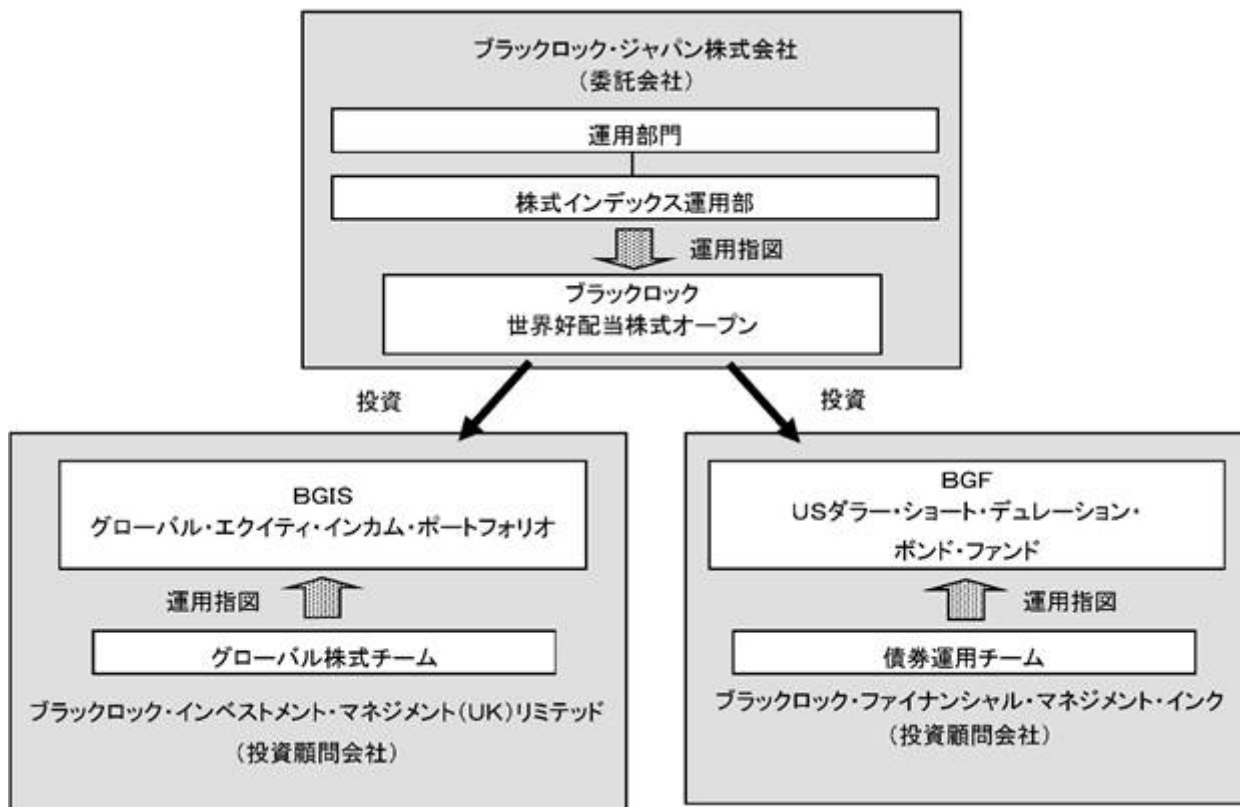 ブラックロック・ジャパン株式会社
（委託会社）
運用部門
株式インデックス運用部
運用指図
ブラックロック
世界好配当株式オープン
投資
投資
BGIS
グローバル・エクイティ・インカム・ポートフォリオ
運用指図
グローバル株式チーム
ブラックロック・インベストメント・マネジメント（UK）リミテッド
（投資顧問会社）
BGF
USダラー・ショート・デュレーション・
ボンド・ファンド
運用指図
債券運用チーム
ブラックロック・ファイナンシャル・マネジメント・インク
（投資顧問会社）